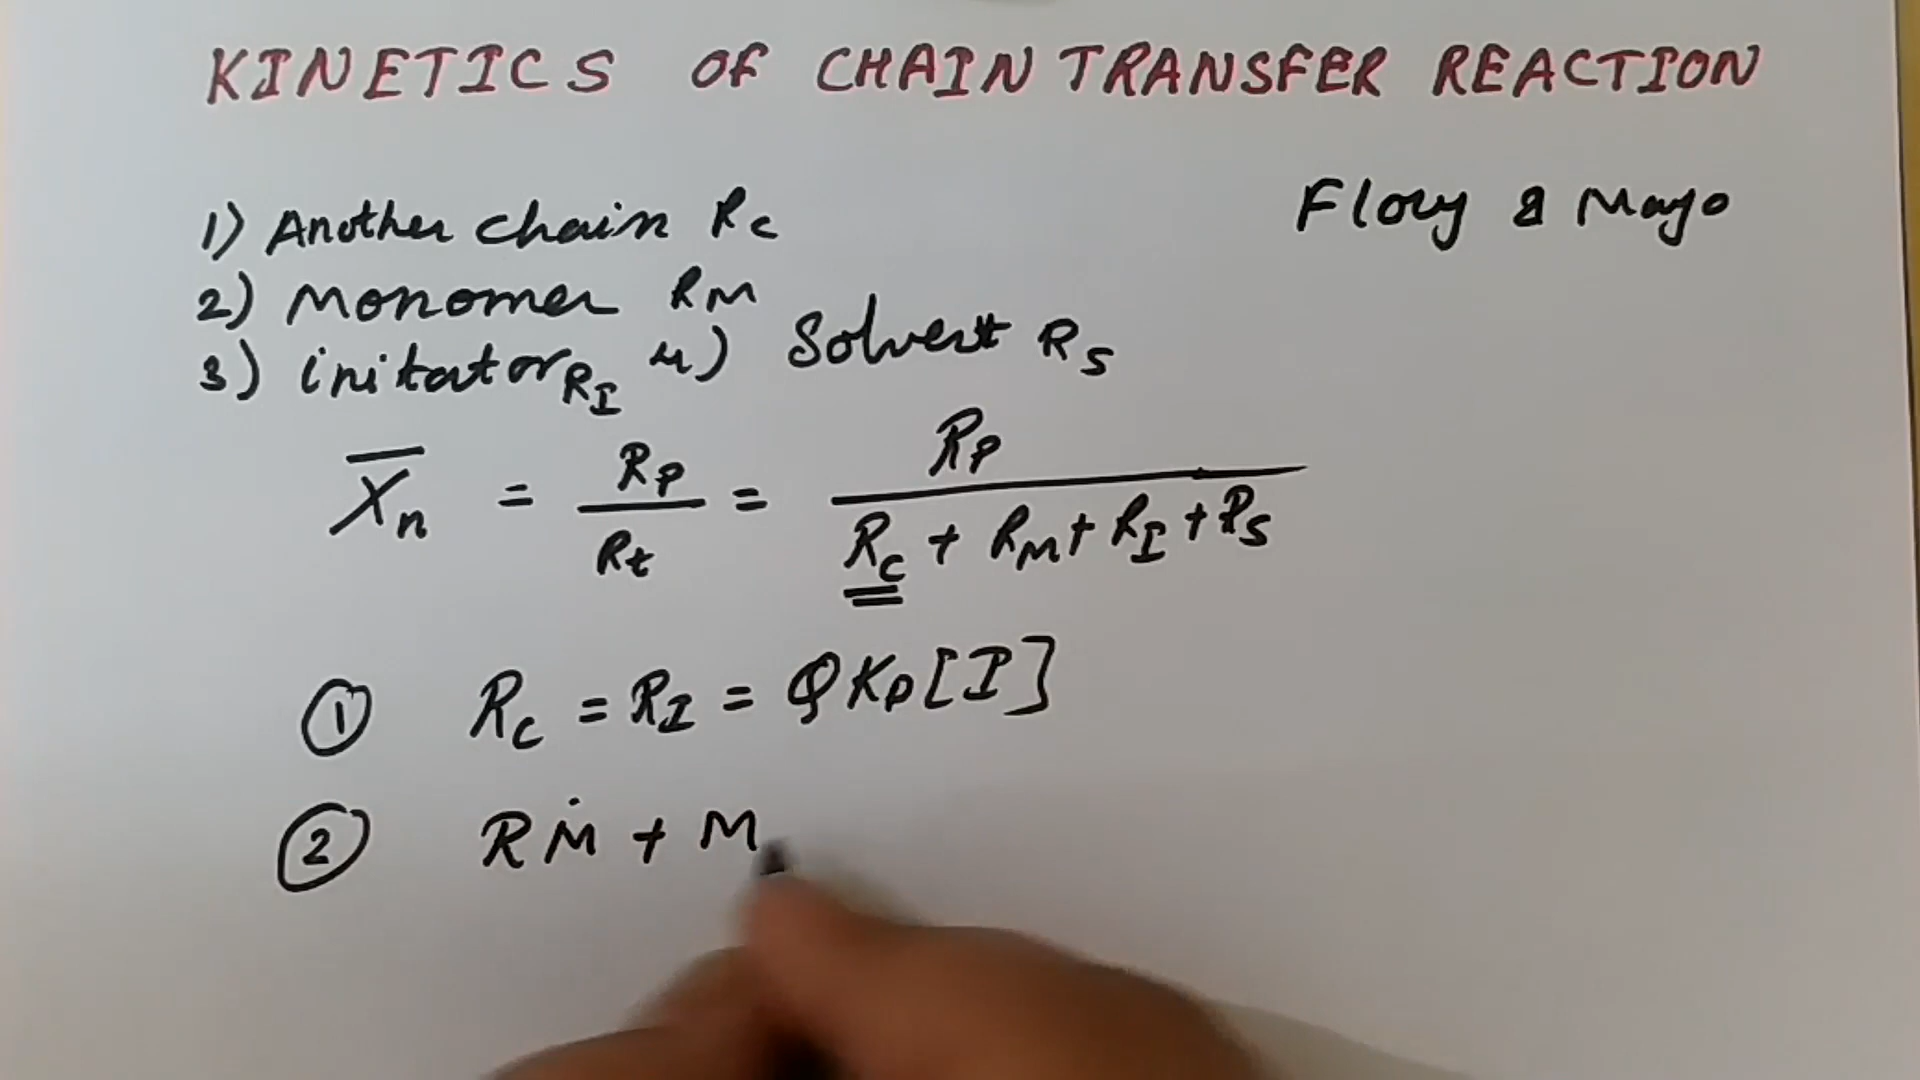 KINETICS OF CHAIN TRANSFER REACTION
Flory & Mayo
1) Another chain Rc
2) Monomer RM
3) initator RI 4) Solvent RS
X̅n = Rp/Rt = Rp/(Rc + RM + RI + RS)
① Rc = RI = φKD[I]
② RṀ + M